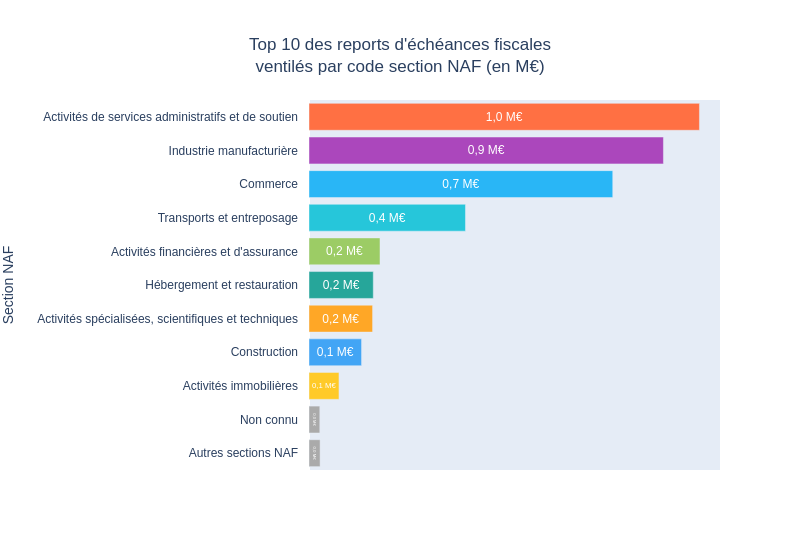 Top 10 des reports d'échéances fiscales
ventilés par code section NAF (en M€)
Section NAF
Activités de services administratifs et de soutien 1,0 M€
Industrie manufacturière 0,9 M€
Commerce 0,7 M€
Transports et entreposage 0,4 M€
Activités financières et d'assurance 0,2 M€
Hébergement et restauration 0,2 M€
Activités spécialisées, scientifiques et techniques 0,2 M€
Construction 0,1 M€
Activités immobilières 0,1 M€
Non connu
Autres sections NAF